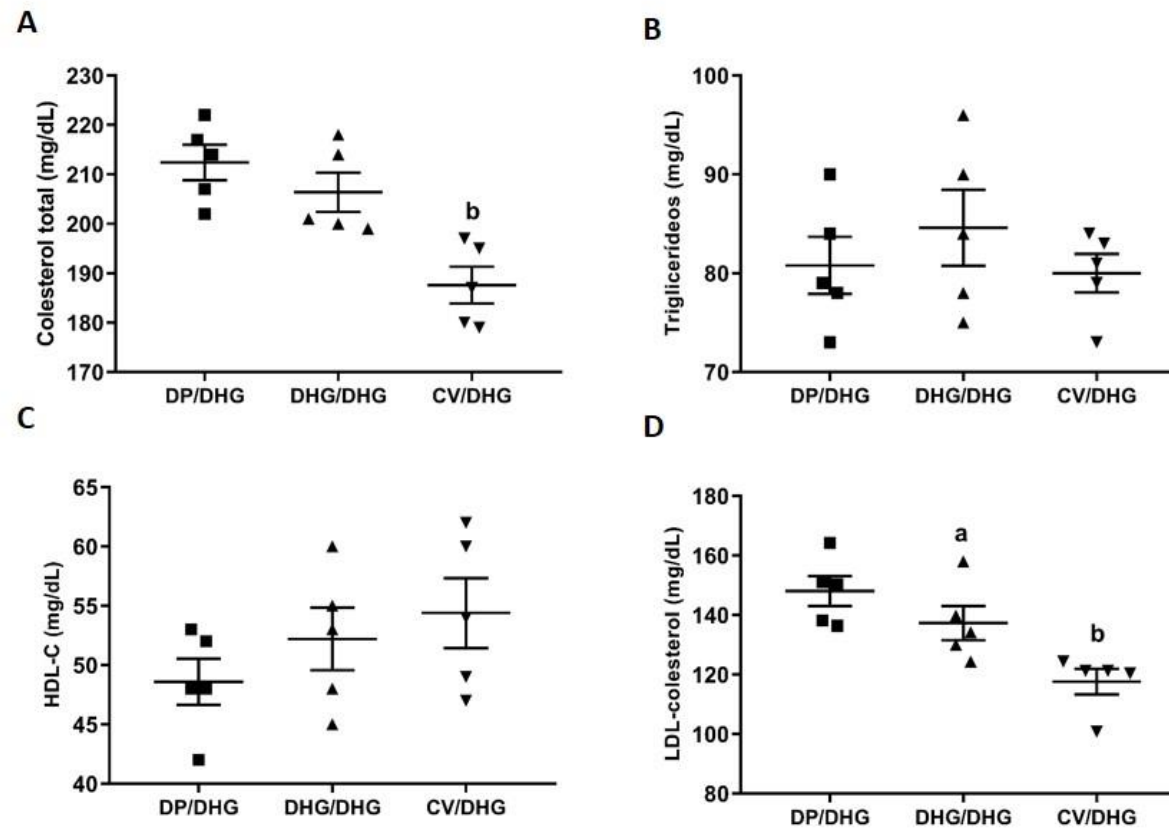 A
Colesterol total (mg/dL)
230
220
210
200
190
180
170
b
DP/DHG DHG/DHG CV/DHG
B
Triglicerídeos (mg/dL)
100
90
80
70
DP/DHG DHG/DHG CV/DHG
C
HDL-C (mg/dL)
65
60
55
50
45
40
DP/DHG DHG/DHG CV/DHG
D
LDL-colesterol (mg/dL)
180
160
140
120
100
80
a
b
DP/DHG DHG/DHG CV/DHG